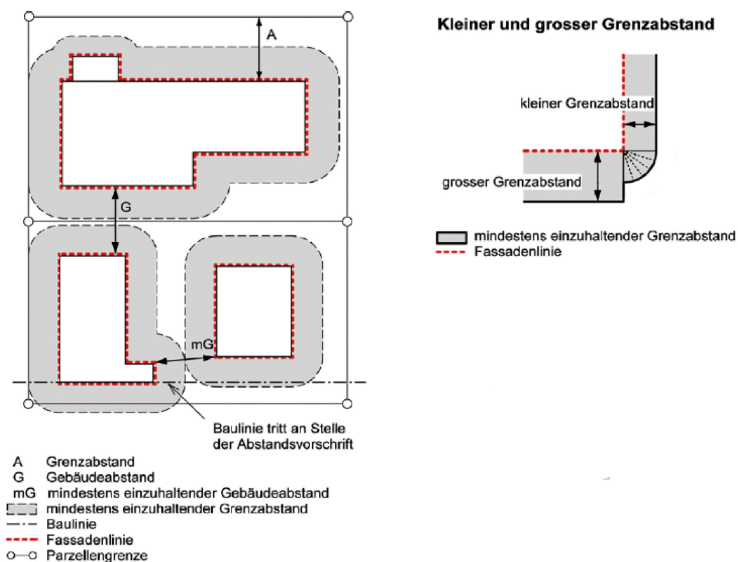 A
G
mG
Baulinie tritt an Stelle
der Abstandsvorschrift
A Grenzabstand
G Gebäudeabstand
mG mindestens einzuhaltender Gebäudeabstand
mindestens einzuhaltender Grenzabstand
Baulinie
Fassadenlinie
Parzellengrenze
Kleiner und grosser Grenzabstand
kleiner Grenzabstand
grosser Grenzabstand
mindestens einzuhaltender Grenzabstand
Fassadenlinie